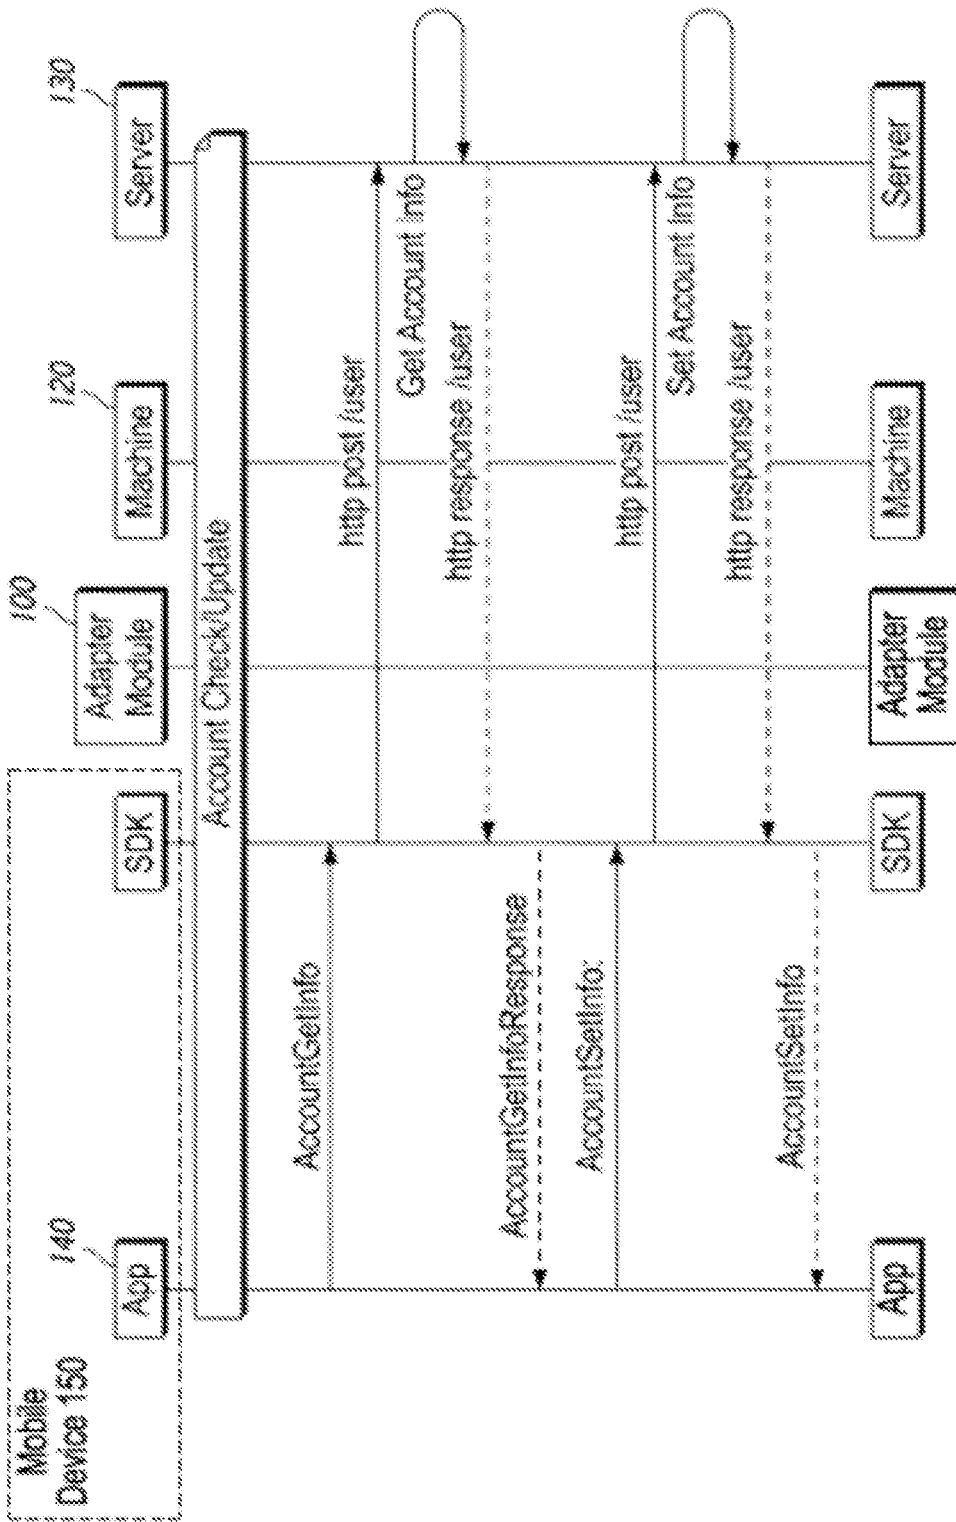 Mobile
Device 150
140
App
SDK
100
Adapter
Module
120
Machine
130
Server
Account Check/Update
AccountGetInfo
http post /user
Get Account Info
http response /user
AccountGetInfoResponse
AccountSetInfo:
http post /user
Set Account Info
http response /user
AccountSetInfo
App
SDK
Adapter
Module
Machine
Server